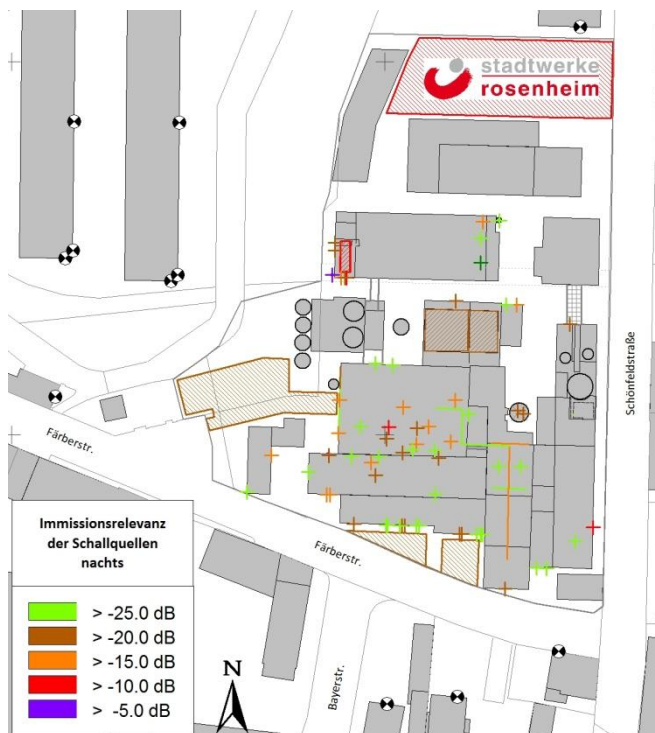 stadtwerke
rosenheim
Schönfeldstraße
Färberstr.
Färberstr.
Bayerstr.
Immissionsrelevanz
der Schallquellen
nachts
> -25.0 dB
> -20.0 dB
> -15.0 dB
> -10.0 dB
> -5.0 dB
N